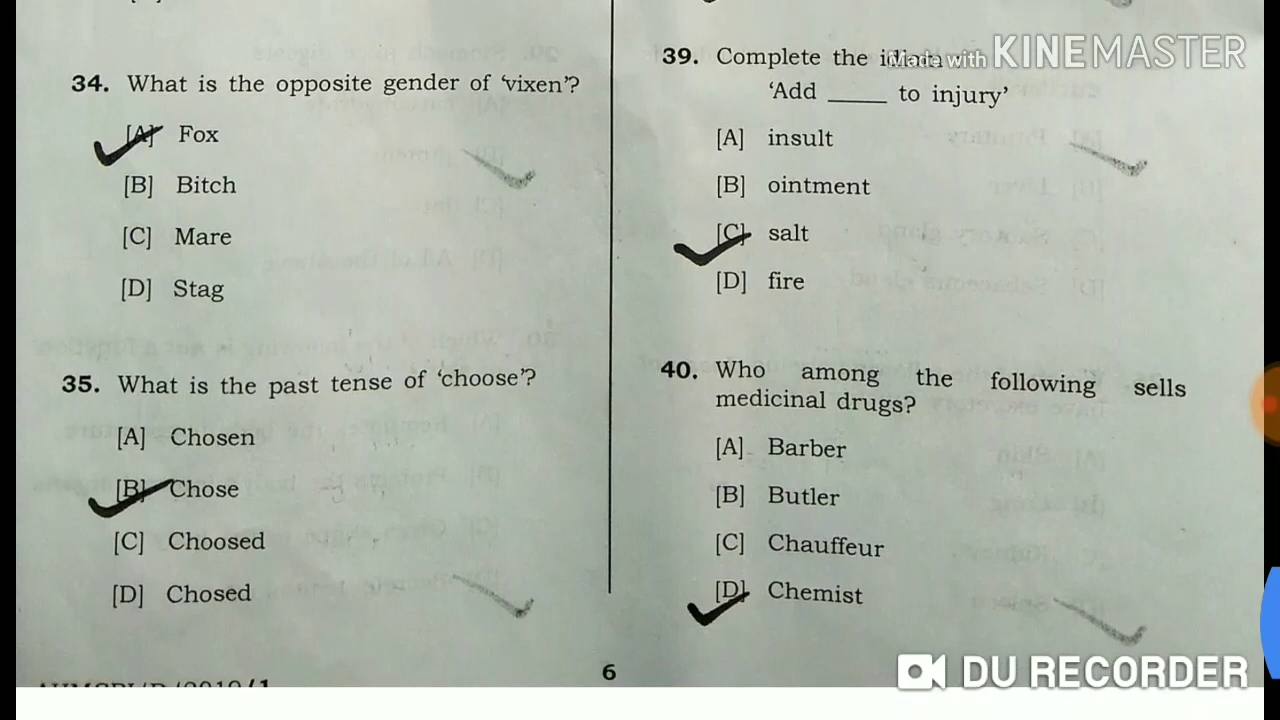 34. What is the opposite gender of ‘vixen’?
[A] Fox
[B] Bitch
[C] Mare
[D] Stag
35. What is the past tense of ‘choose’?
[A] Chosen
[B] Chose
[C] Choosed
[D] Chosed
39. Complete the idiom
‘Add ____ to injury’
[A] insult
[B] ointment
[C] salt
[D] fire
40. Who among the following sells
medicinal drugs?
[A] Barber
[B] Butler
[C] Chauffeur
[D] Chemist
6
Made with KINEMASTER
DU RECORDER